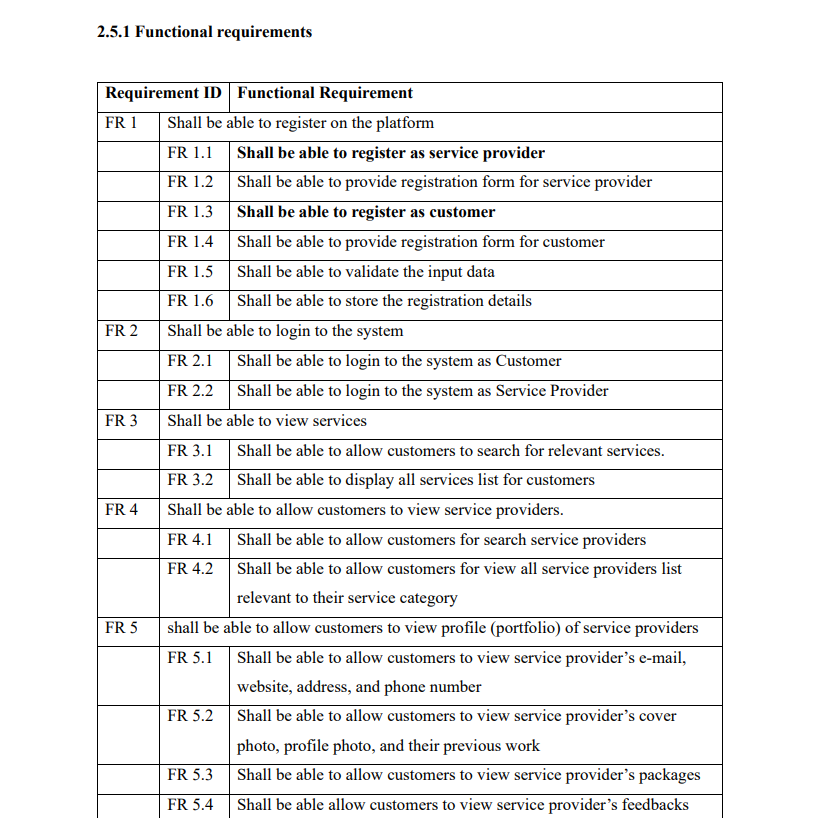 2.5.1 Functional requirements
Requirement ID Functional Requirement
FR 1 Shall be able to register on the platform
FR 1.1 Shall be able to register as service provider
FR 1.2 Shall be able to provide registration form for service provider
FR 1.3 Shall be able to register as customer
FR 1.4 Shall be able to provide registration form for customer
FR 1.5 Shall be able to validate the input data
FR 1.6 Shall be able to store the registration details
FR 2 Shall be able to login to the system
FR 2.1 Shall be able to login to the system as Customer
FR 2.2 Shall be able to login to the system as Service Provider
FR 3 Shall be able to view services
FR 3.1 Shall be able to allow customers to search for relevant services.
FR 3.2 Shall be able to display all services list for customers
FR 4 Shall be able to allow customers to view service providers.
FR 4.1 Shall be able to allow customers for search service providers
FR 4.2 Shall be able to allow customers for view all service providers list
relevant to their service category
FR 5 shall be able to allow customers to view profile (portfolio) of service providers
FR 5.1 Shall be able to allow customers to view service provider’s e-mail,
website, address, and phone number
FR 5.2 Shall be able to allow customers to view service provider’s cover
photo, profile photo, and their previous work
FR 5.3 Shall be able to allow customers to view service provider’s packages
FR 5.4 Shall be able allow customers to view service provider’s feedbacks